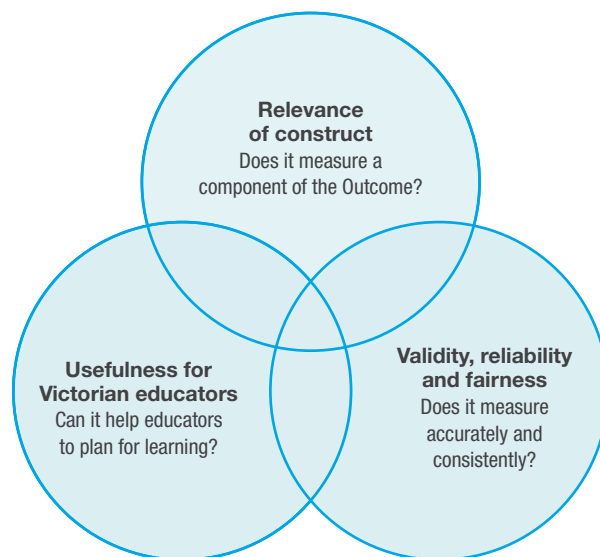 Relevance
of construct
Does it measure a
component of the Outcome?
Usefulness for
Victorian educators
Can it help educators
to plan for learning?
Validity, reliability
and fairness
Does it measure
accurately and
consistently?